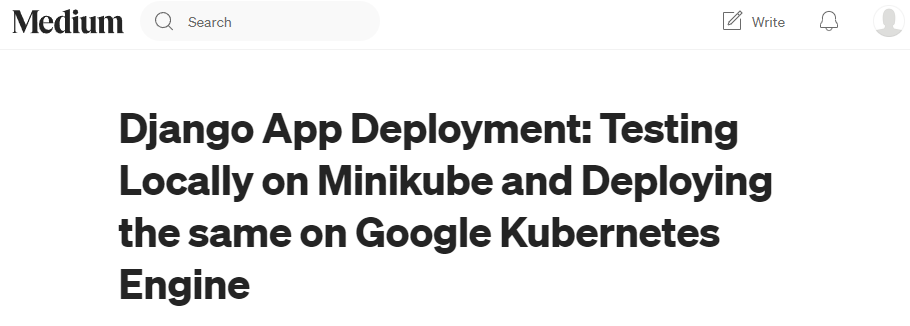 Medium
Search
Write
Django App Deployment: Testing
Locally on Minikube and Deploying
the same on Google Kubernetes
Engine